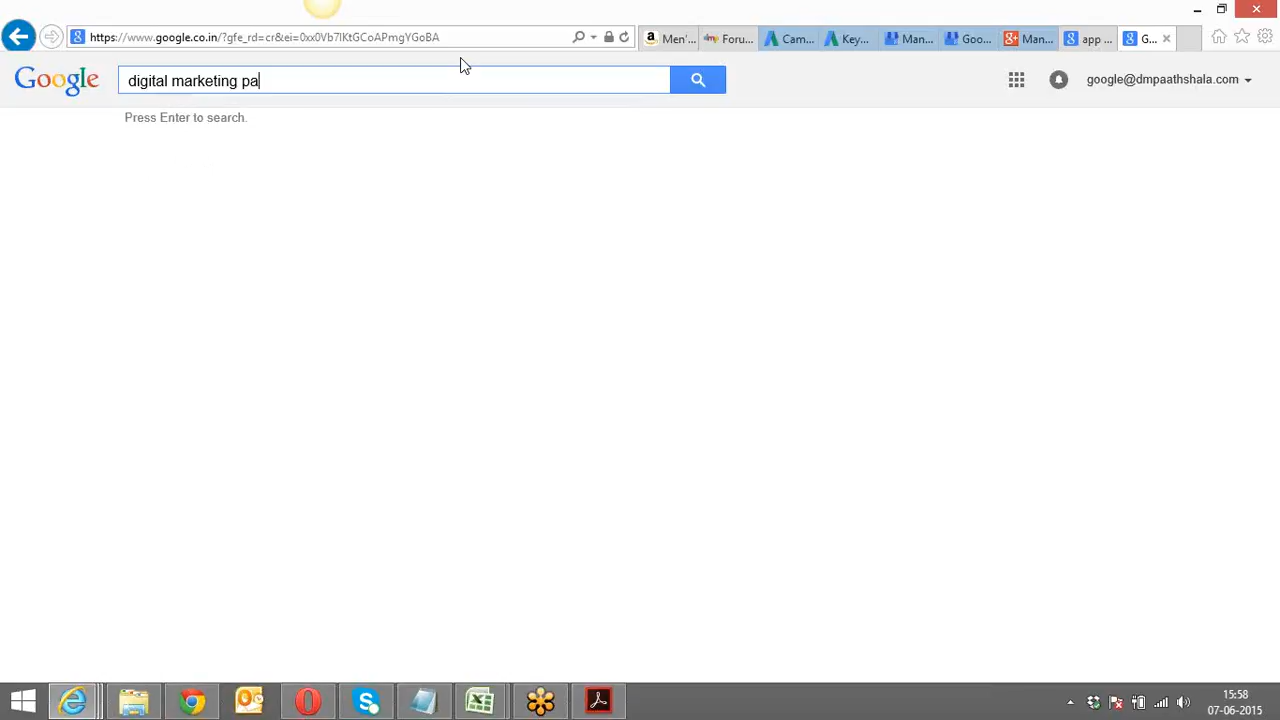 https://www.google.co.in/?gfe_rd=cr&ei=0xx0Vb7IKtGCoAPmgYGoBA
Men'...
Foru...
Cam...
Key...
Man...
Goo...
Man...
app ...
G...
Google
digital marketing pa
google@dmpaathshala.com
Press Enter to search.
15:58
07-06-2015